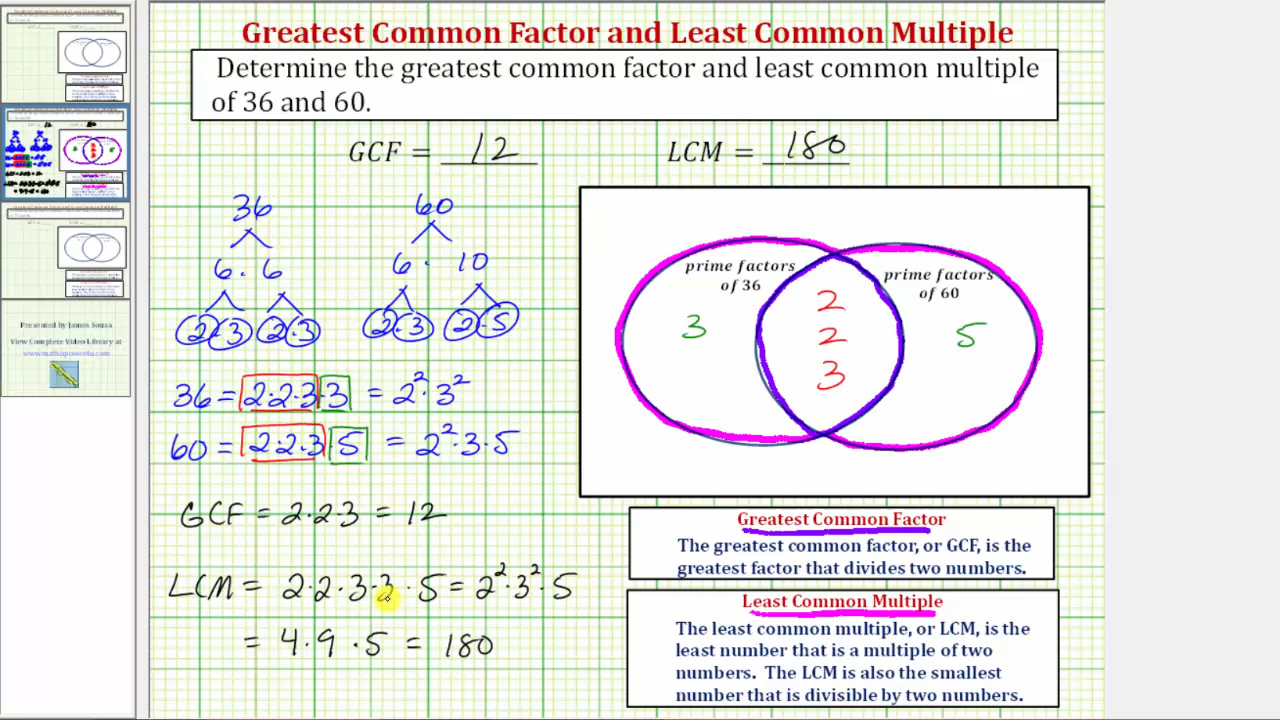 Greatest Common Factor and Least Common Multiple
Determine the greatest common factor and least common multiple
of 36 and 60.
GCF = 12
LCM = 180
36
60
6 · 6
6 · 10
2 · 3 2 · 3
2 · 3 2 · 5
36 = 2·2·3·3 = 2²·3²
60 = 2·2·3·5 = 2²·3·5
GCF = 2·2·3 = 12
LCM = 2·2·3·3·5 = 2²·3²·5
= 4·9·5 = 180
prime factors
of 36
prime factors
of 60
3
2
2
3
5
Greatest Common Factor
The greatest common factor, or GCF, is the
greatest factor that divides two numbers.
Least Common Multiple
The least common multiple, or LCM, is the
least number that is a multiple of two
numbers. The LCM is also the smallest
number that is divisible by two numbers.
Presented by James Sousa
View Complete Video Library at